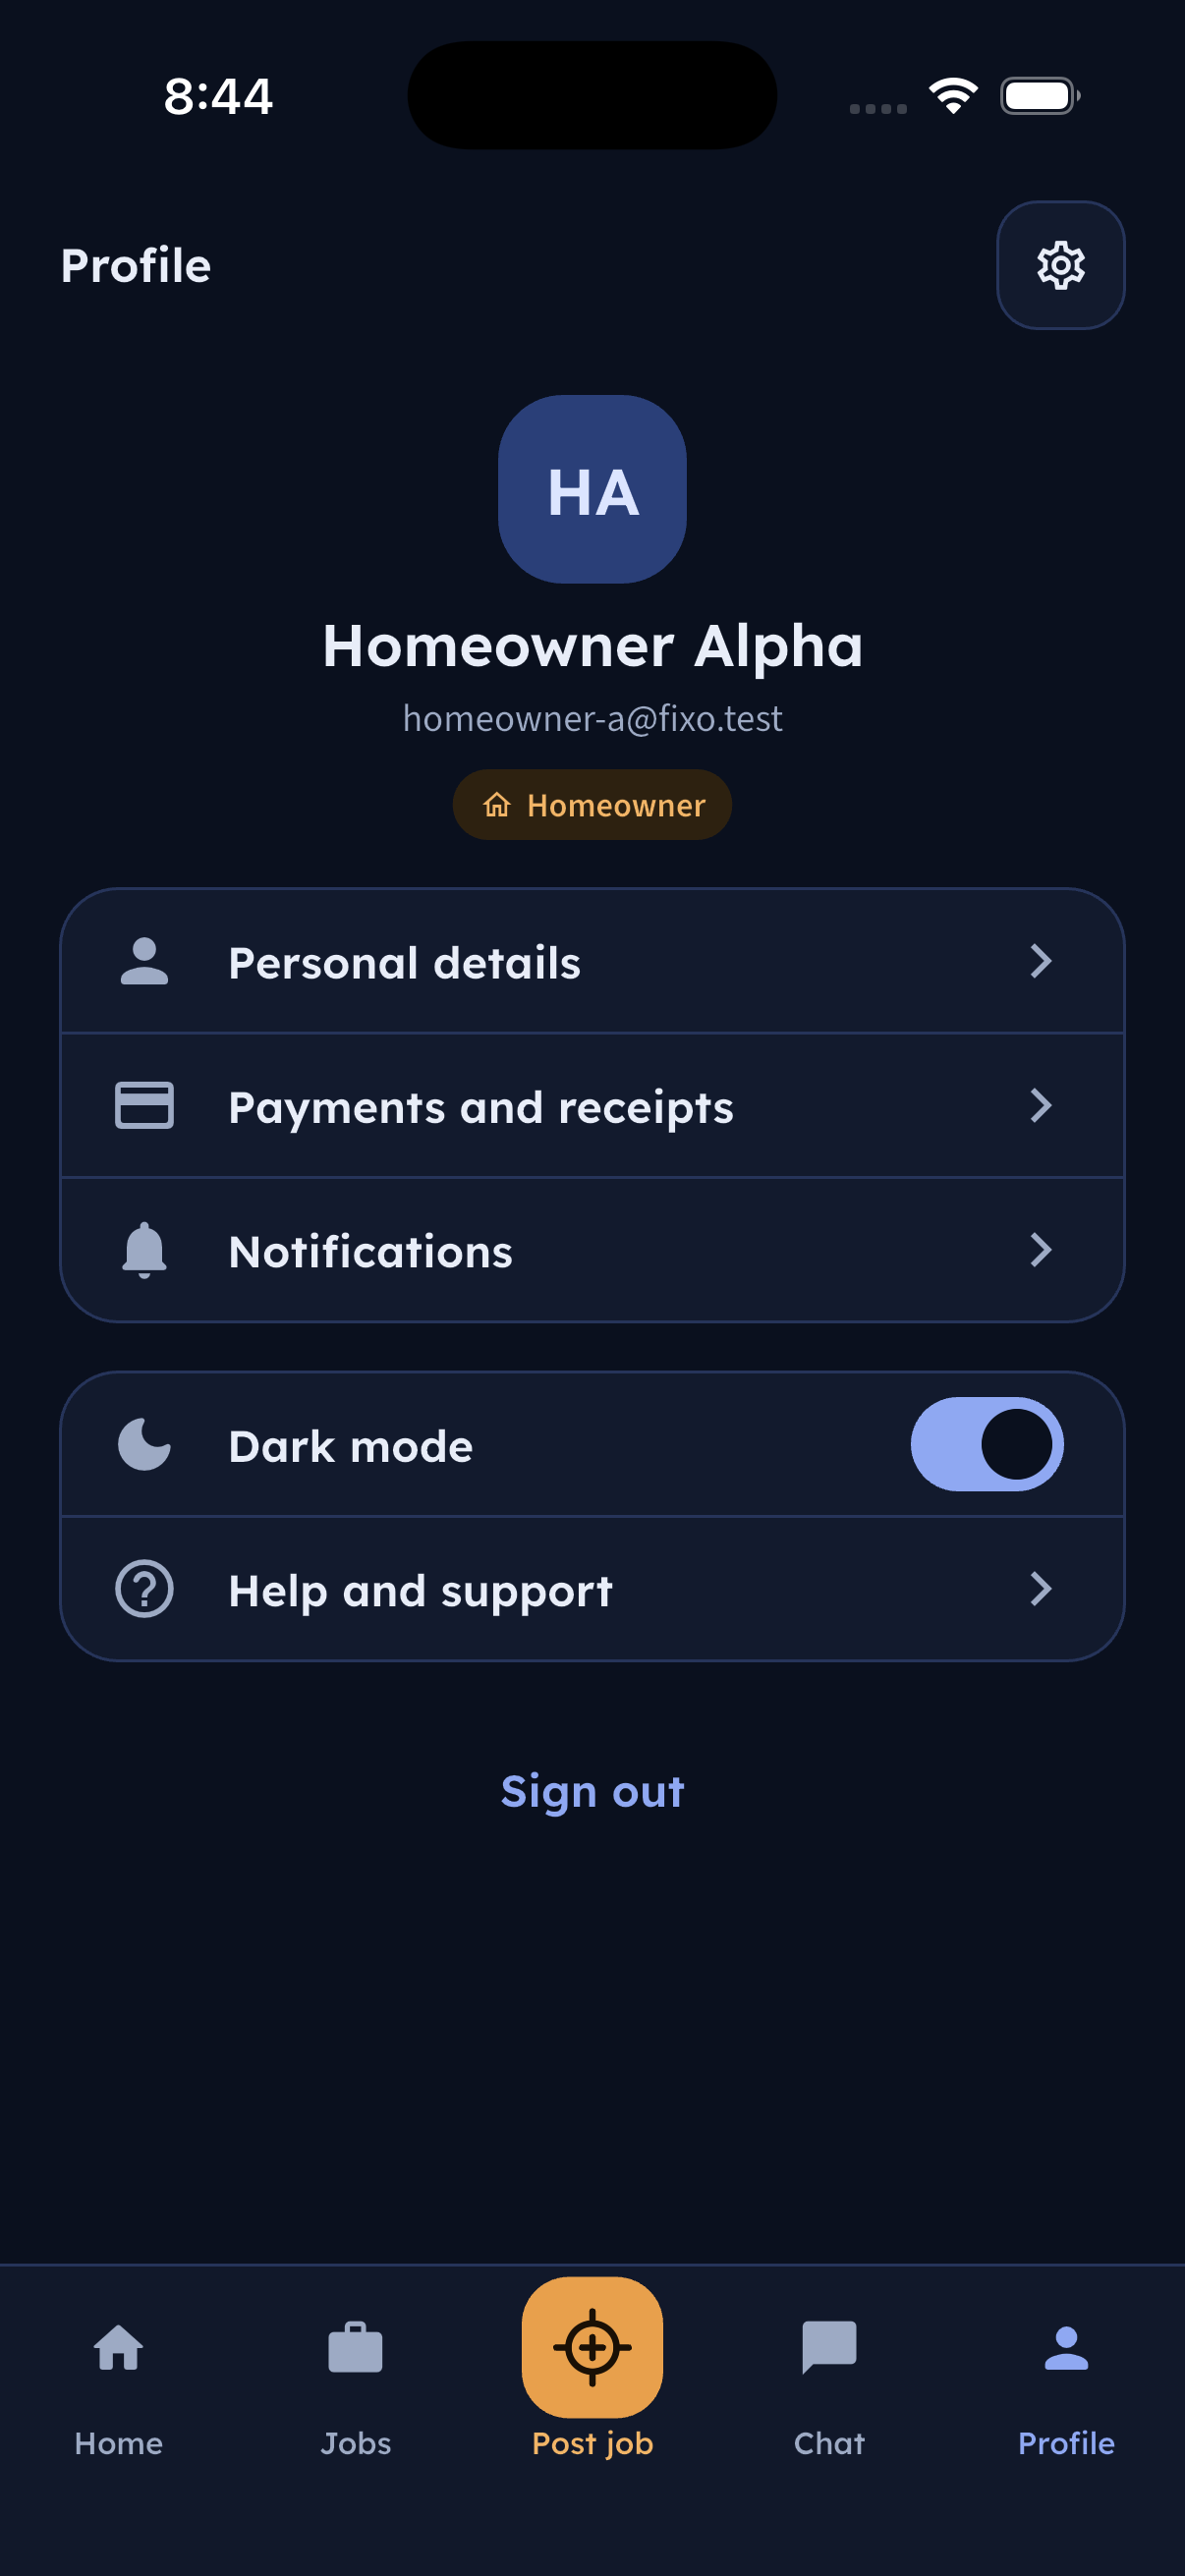 8:44
Profile
HA
Homeowner Alpha
homeowner-a@fixo.test
Homeowner
Personal details
Payments and receipts
Notifications
Dark mode
Help and support
Sign out
Home
Jobs
Post job
Chat
Profile